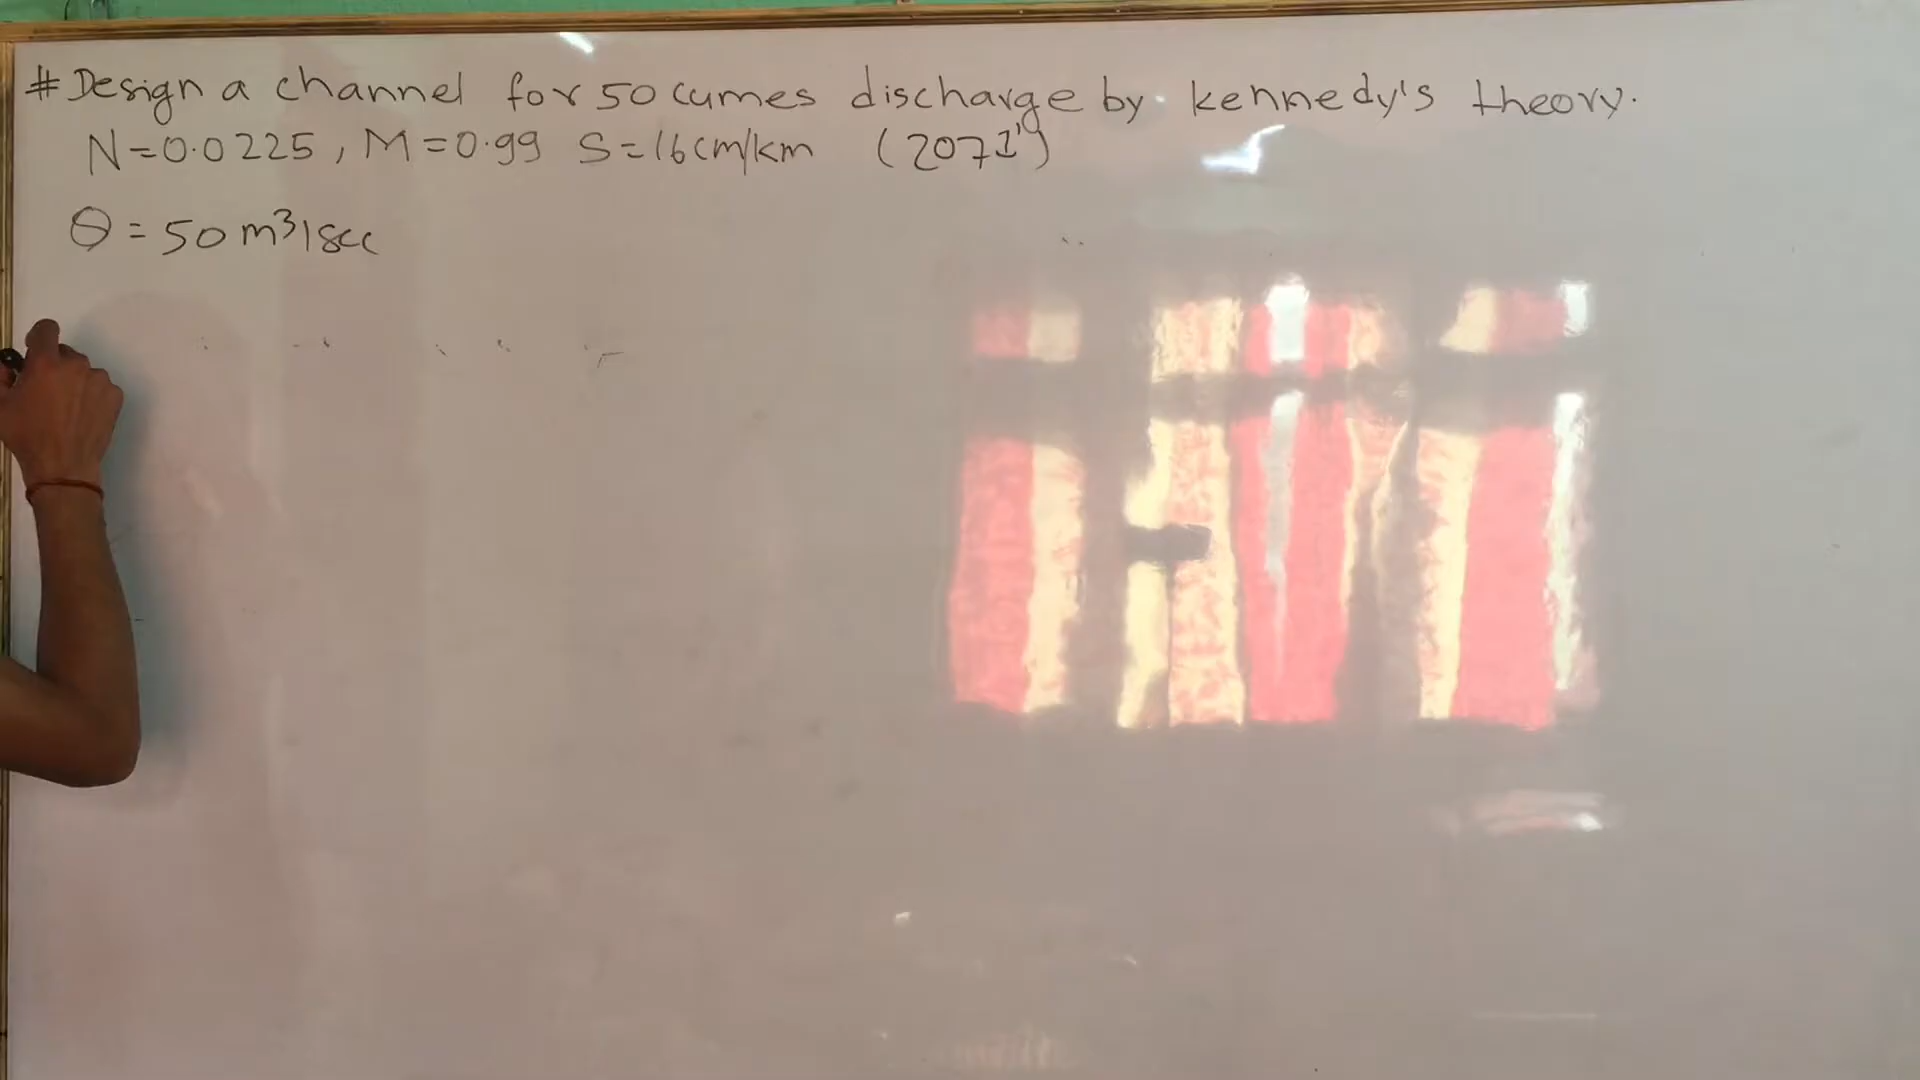 # Design a channel for 50 cumes discharge by kennedy's theory.
N=0.0225, M=0.99 S=16cm/km (2071')
Q = 50 m³/sec